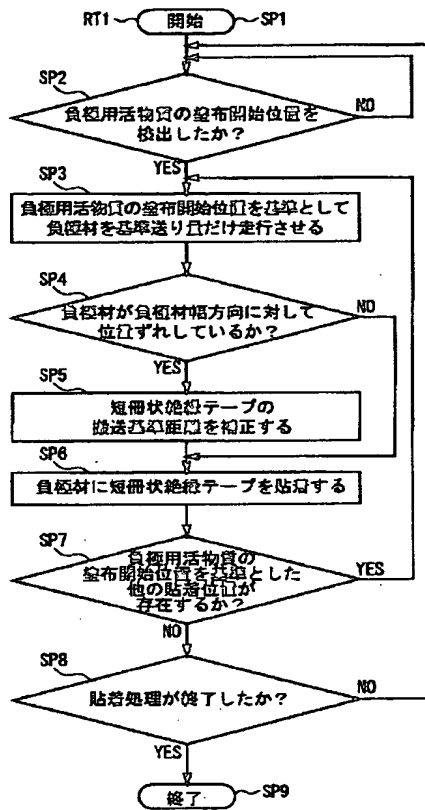 RT1 開始 SP1
SP2
負極用活物質の塗布開始位置を
検出したか？
NO
YES
SP3
負極用活物質の塗布開始位置を基準として
負極材を基準送り量だけ走行させる
SP4
負極材が負極材幅方向に対して
位置ずれしているか？
NO
YES
SP5
短冊状絶縁テープの
搬送基準距離を補正する
SP6
負極材に短冊状絶縁テープを貼着する
SP7
負極用活物質の
塗布開始位置を基準とした
他の貼着位置が
存在するか？
YES
NO
SP8
貼着処理が終了したか？
NO
YES
終了 SP9